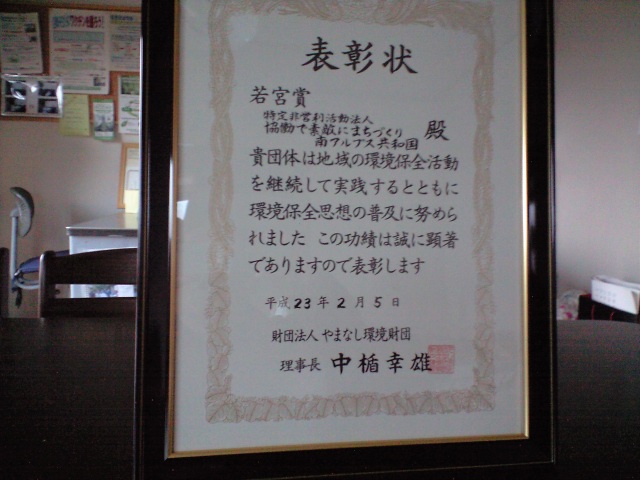 表彰状
若宮賞
特定非営利活動法人
協働で素敵にまちづくり
南アルプス共和国
殿
貴団体は地域の環境保全活動
を継続して実践するとともに
環境保全思想の普及に努めら
れました この功績は誠に顕著
でありますので表彰します
平成23年2月5日
財団法人 やまなし環境財団
理事長 中楯幸雄